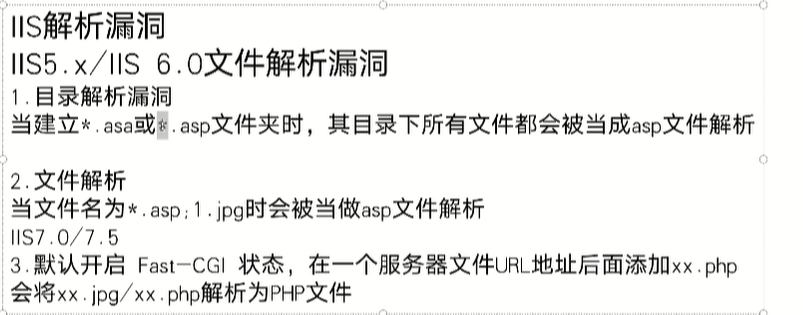 IIS解析漏洞
IIS5.x/IIS 6.0文件解析漏洞
1.目录解析漏洞
当建立*.asa或*.asp文件夹时，其目录下所有文件都会被当成asp文件解析
2.文件解析
当文件名为*.asp;1.jpg时会被当做asp文件解析
IIS7.0/7.5
3.默认开启 Fast-CGI 状态，在一个服务器文件URL地址后面添加xx.php
会将xx.jpg/xx.php解析为PHP文件